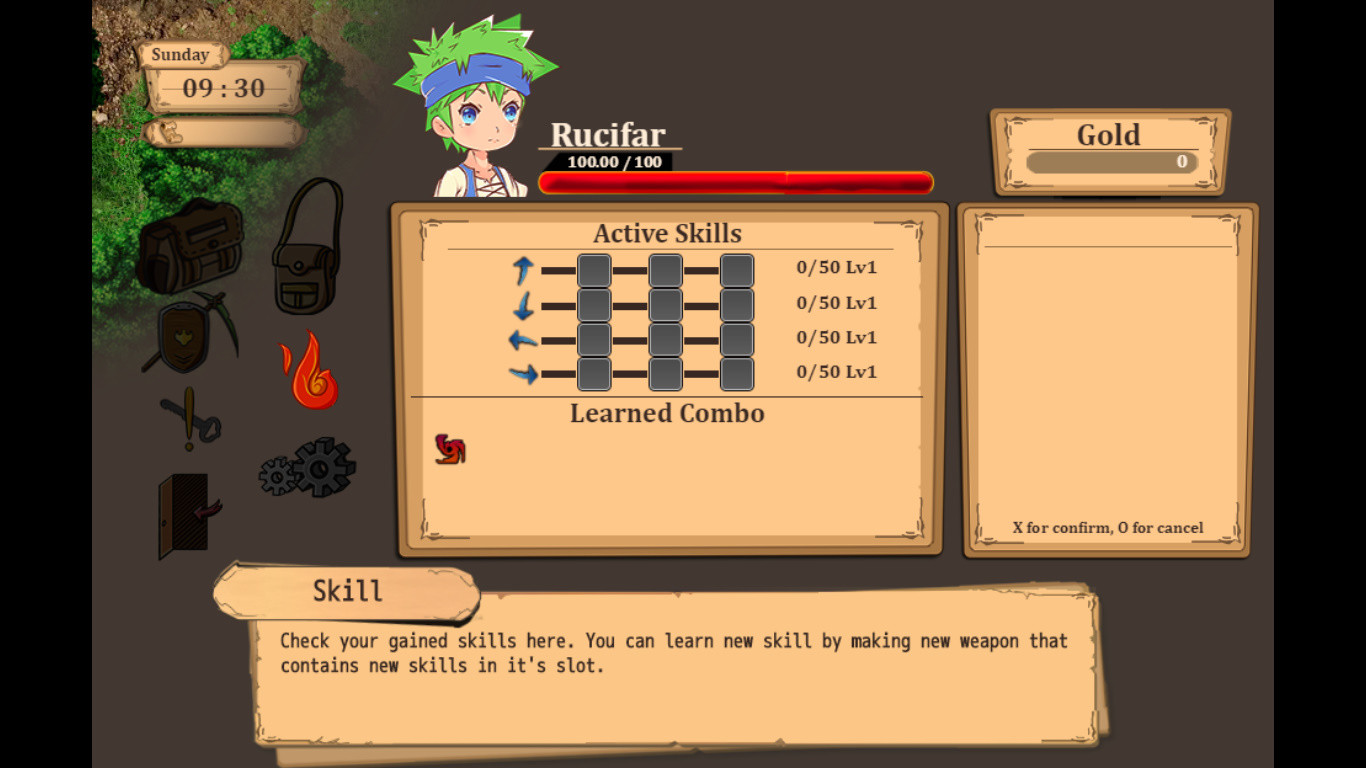 Sunday
09 : 30
Rucifar
100.00 / 100
Gold
0
Active Skills
0/50 Lv1
0/50 Lv1
0/50 Lv1
0/50 Lv1
Learned Combo
X for confirm, O for cancel
Skill
Check your gained skills here. You can learn new skill by making new weapon that
contains new skills in it's slot.